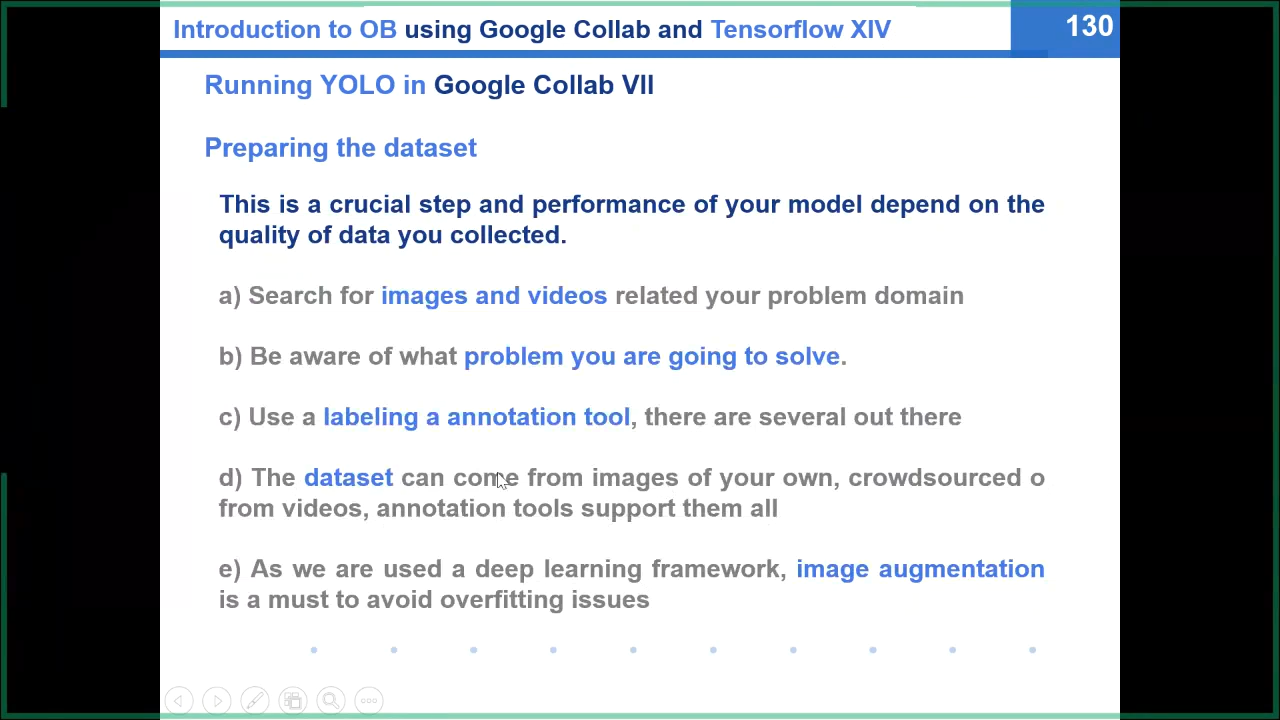 Introduction to OB using Google Collab and Tensorflow XIV
130
Running YOLO in Google Collab VII
Preparing the dataset
This is a crucial step and performance of your model depend on the
quality of data you collected.
a) Search for images and videos related your problem domain
b) Be aware of what problem you are going to solve.
c) Use a labeling a annotation tool, there are several out there
d) The dataset can come from images of your own, crowdsourced o
from videos, annotation tools support them all
e) As we are used a deep learning framework, image augmentation
is a must to avoid overfitting issues